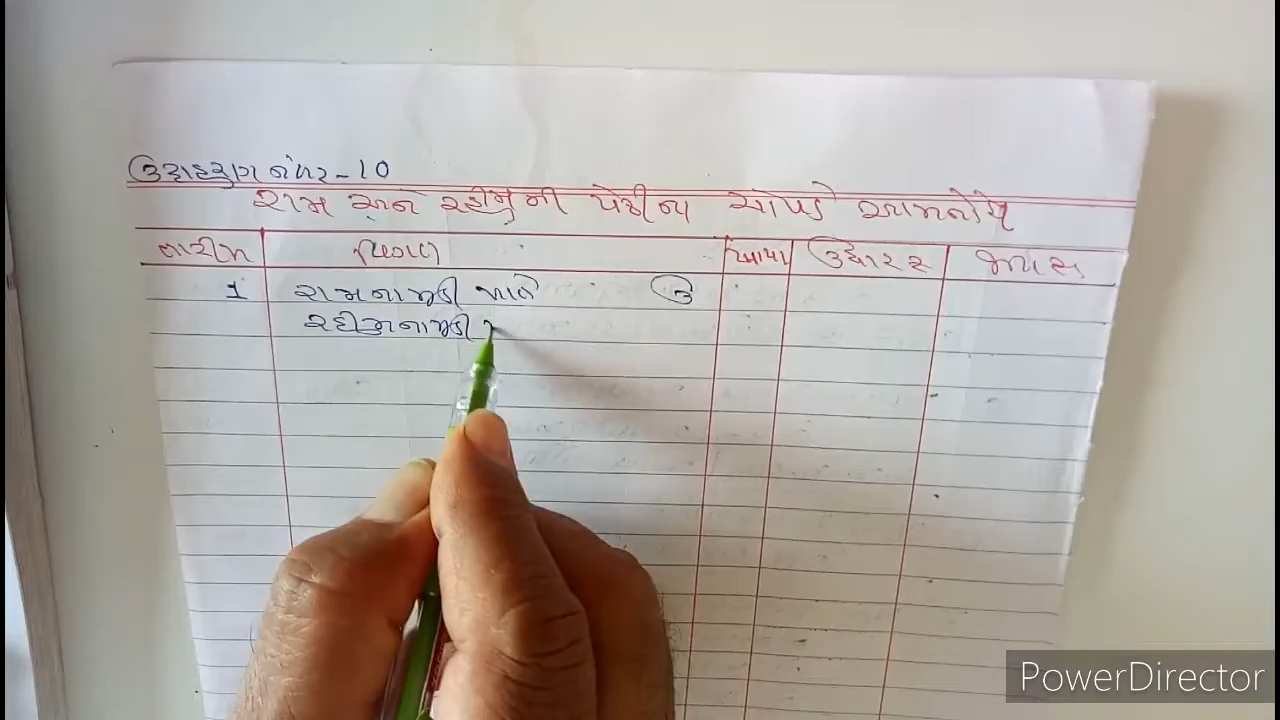 ઉદાહરણ નંબર-10
રામ અને રહીમની પેઢીના ચોપડે આમનોંધ
તારીખ વિગત ખાપા ઉધાર રૂ જમા રૂ
1 રામના મૂડી ખાતે ઉ
રહીમના મૂડી
PowerDirector